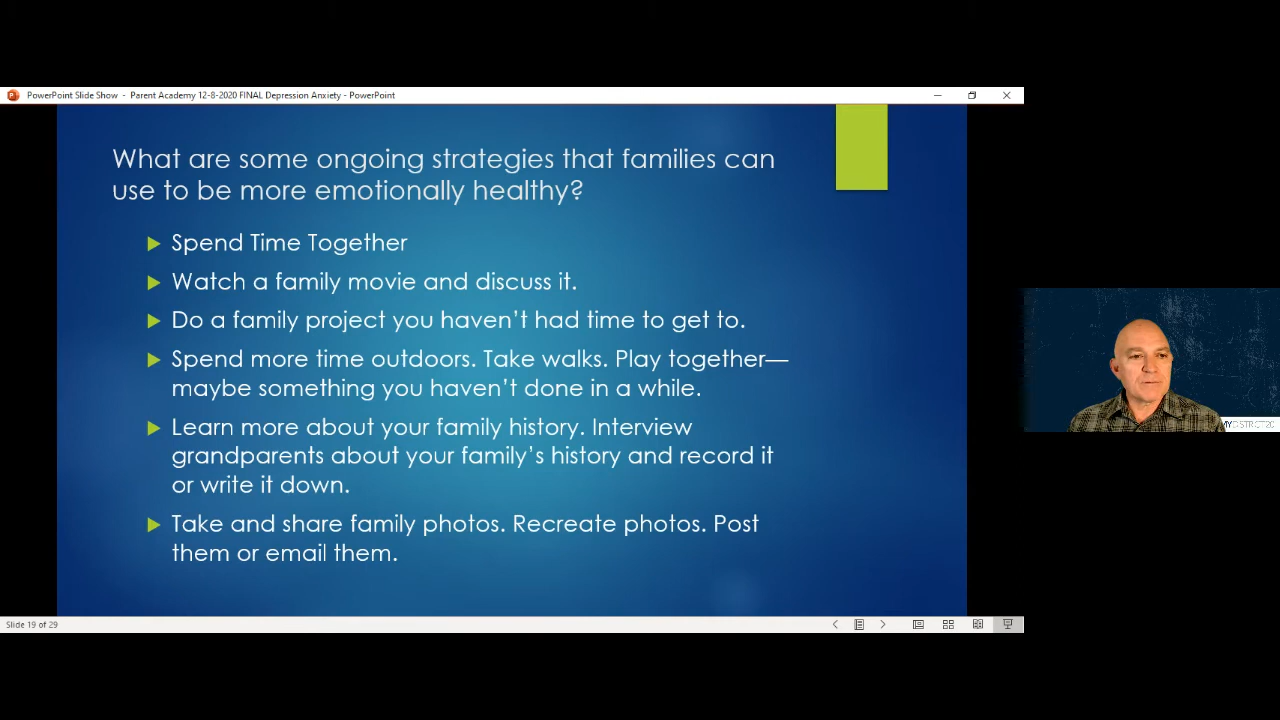 PowerPoint Slide Show - Parent Academy 12-8-2020 FINAL Depression Anxiety - PowerPoint
What are some ongoing strategies that families can
use to be more emotionally healthy?
Spend Time Together
Watch a family movie and discuss it.
Do a family project you haven't had time to get to.
Spend more time outdoors. Take walks. Play together—
maybe something you haven't done in a while.
Learn more about your family history. Interview
grandparents about your family's history and record it
or write it down.
Take and share family photos. Recreate photos. Post
them or email them.
MYDISTRICT20
Slide 19 of 29